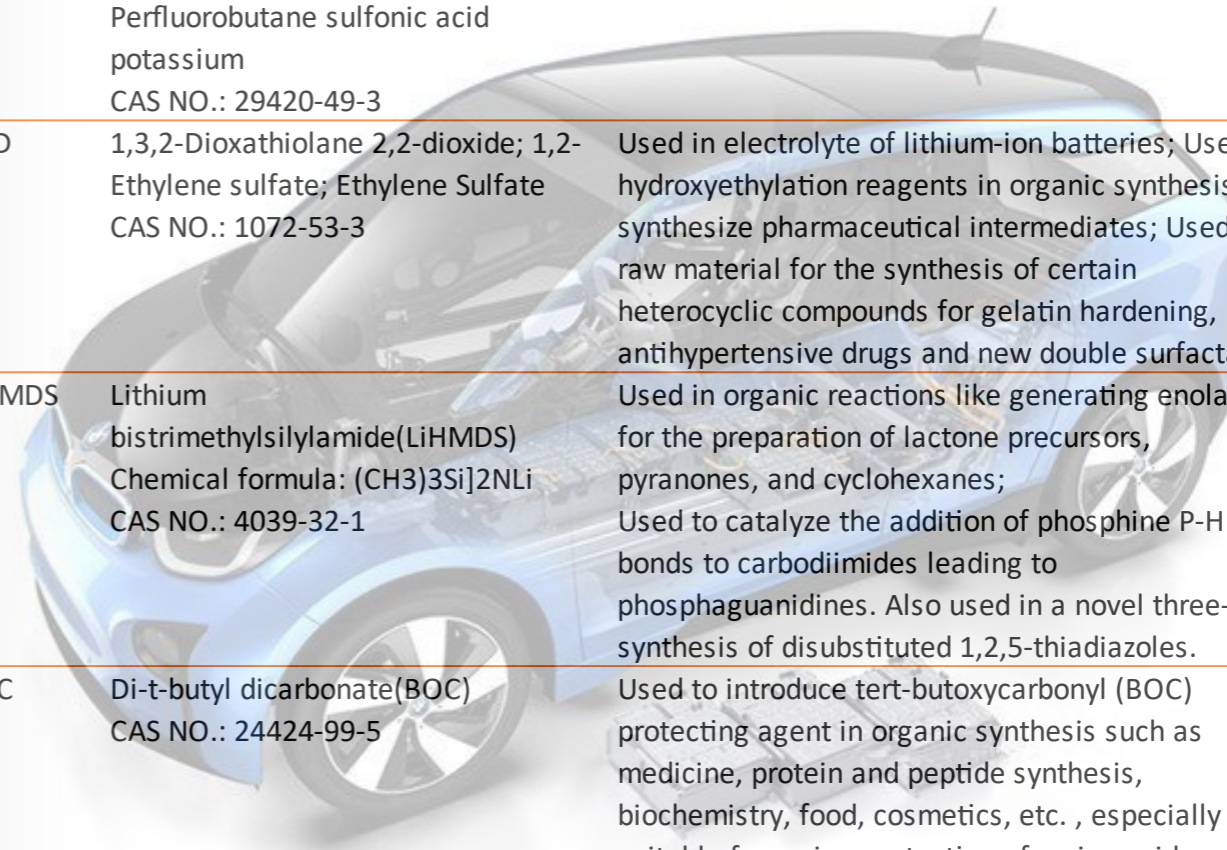 Perfluorobutane sulfonic acid
potassium
CAS NO.: 29420-49-3
D
1,3,2-Dioxathiolane 2,2-dioxide; 1,2-
Ethylene sulfate; Ethylene Sulfate
CAS NO.: 1072-53-3
Used in electrolyte of lithium-ion batteries; Use
hydroxyethylation reagents in organic synthesis
synthesize pharmaceutical intermediates; Used
raw material for the synthesis of certain
heterocyclic compounds for gelatin hardening,
antihypertensive drugs and new double surfact
MDS
Lithium
bistrimethylsilylamide(LiHMDS)
Chemical formula: (CH3)3Si]2NLi
CAS NO.: 4039-32-1
Used in organic reactions like generating enola
for the preparation of lactone precursors,
pyranones, and cyclohexanes;
Used to catalyze the addition of phosphine P-H
bonds to carbodiimides leading to
phosphaguanidines. Also used in a novel three-
synthesis of disubstituted 1,2,5-thiadiazoles.
C
Di-t-butyl dicarbonate(BOC)
CAS NO.: 24424-99-5
Used to introduce tert-butoxycarbonyl (BOC)
protecting agent in organic synthesis such as
medicine, protein and peptide synthesis,
biochemistry, food, cosmetics, etc. , especially